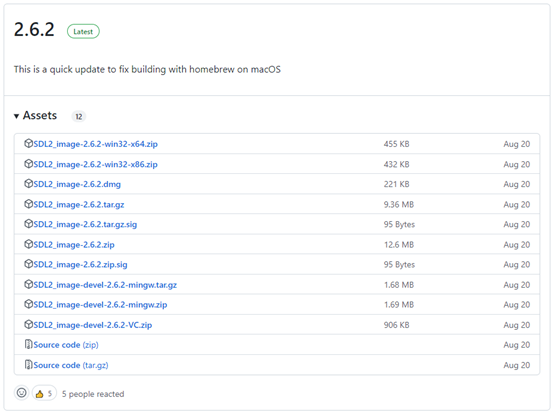 2.6.2 Latest
This is a quick update to fix building with homebrew on macOS
Assets 12
SDL2_image-2.6.2-win32-x64.zip 455 KB Aug 20
SDL2_image-2.6.2-win32-x86.zip 432 KB Aug 20
SDL2_image-2.6.2.dmg 221 KB Aug 20
SDL2_image-2.6.2.tar.gz 9.36 MB Aug 20
SDL2_image-2.6.2.tar.gz.sig 95 Bytes Aug 20
SDL2_image-2.6.2.zip 12.6 MB Aug 20
SDL2_image-2.6.2.zip.sig 95 Bytes Aug 20
SDL2_image-devel-2.6.2-mingw.tar.gz 1.68 MB Aug 20
SDL2_image-devel-2.6.2-mingw.zip 1.69 MB Aug 20
SDL2_image-devel-2.6.2-VC.zip 906 KB Aug 20
Source code (zip) Aug 20
Source code (tar.gz) Aug 20
5 5 people reacted